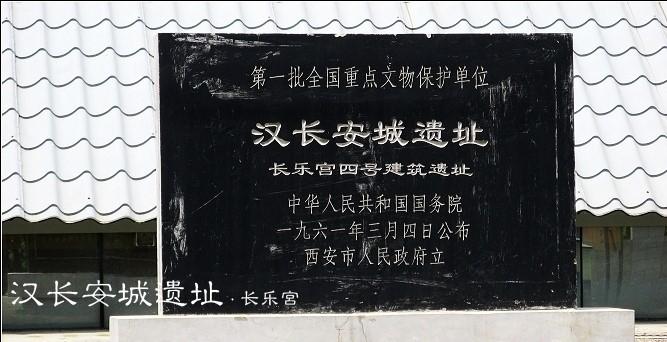 第一批全国重点文物保护单位
汉长安城遗址
长乐宫四号建筑遗址
中华人民共和国国务院
一九六一年三月四日公布
西安市人民政府立
汉长安城遗址·长乐宫